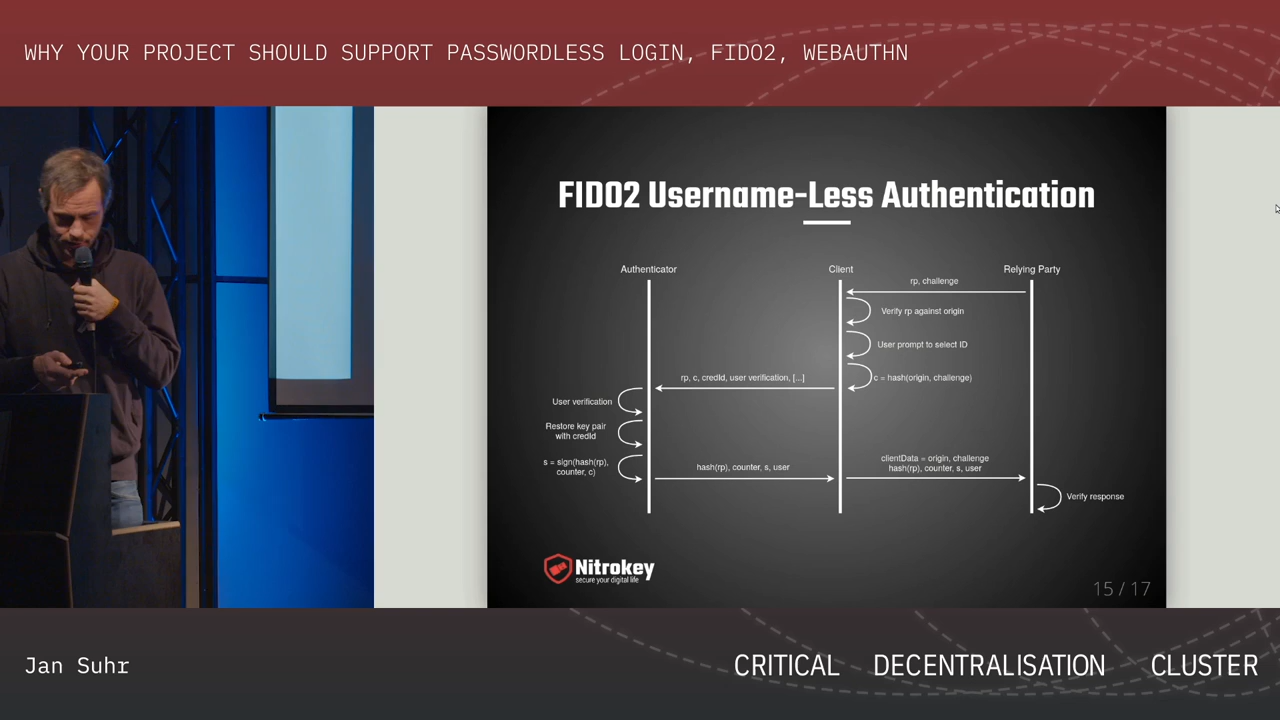 WHY YOUR PROJECT SHOULD SUPPORT PASSWORDLESS LOGIN, FIDO2, WEBAUTHN
FIDO2 Username-Less Authentication
Authenticator
Client
Relying Party
rp, challenge
Verify rp against origin
User prompt to select ID
c = hash(origin, challenge)
rp, c, credId, user verification, [...]
User verification
Restore key pair
with credId
s = sign(hash(rp),
counter, c)
hash(rp), counter, s, user
clientData = origin, challenge
hash(rp), counter, s, user
Verify response
Nitrokey
secure your digital life
15 / 17
Jan Suhr
CRITICAL DECENTRALISATION CLUSTER